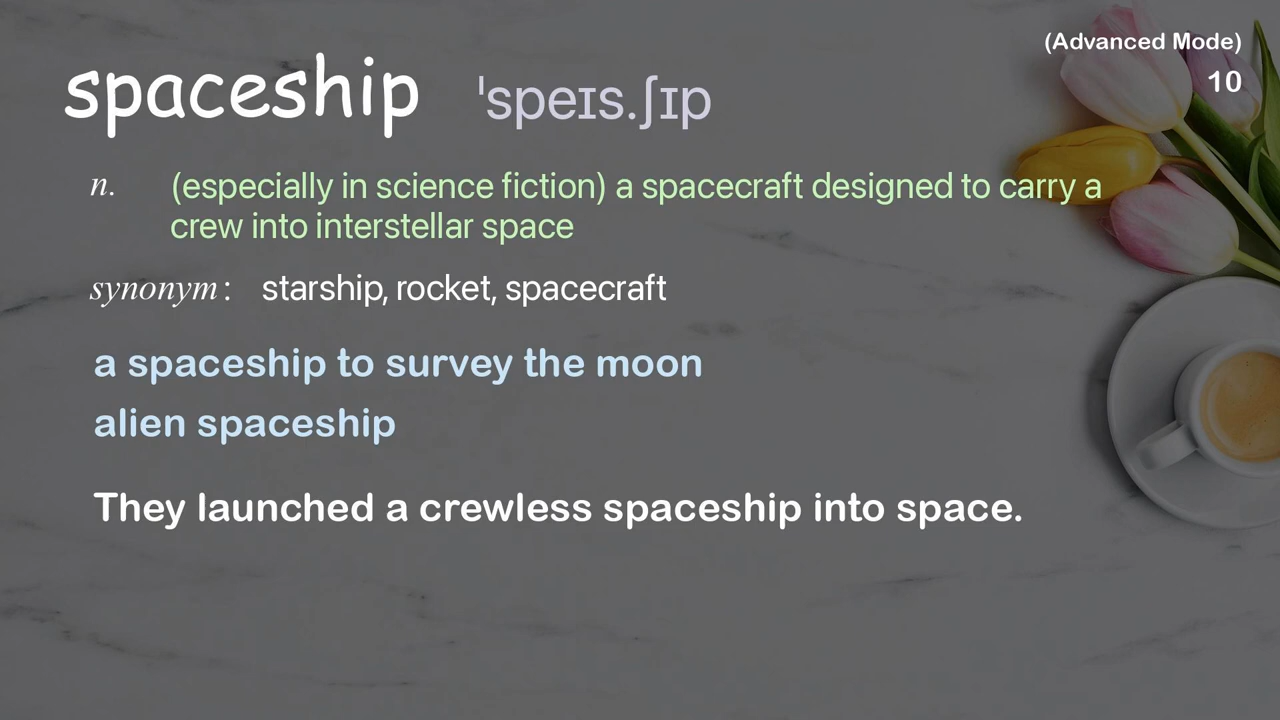 (Advanced Mode)
10
spaceship ˈspeɪs.ʃɪp
n. (especially in science fiction) a spacecraft designed to carry a
crew into interstellar space
synonym: starship, rocket, spacecraft
a spaceship to survey the moon
alien spaceship
They launched a crewless spaceship into space.